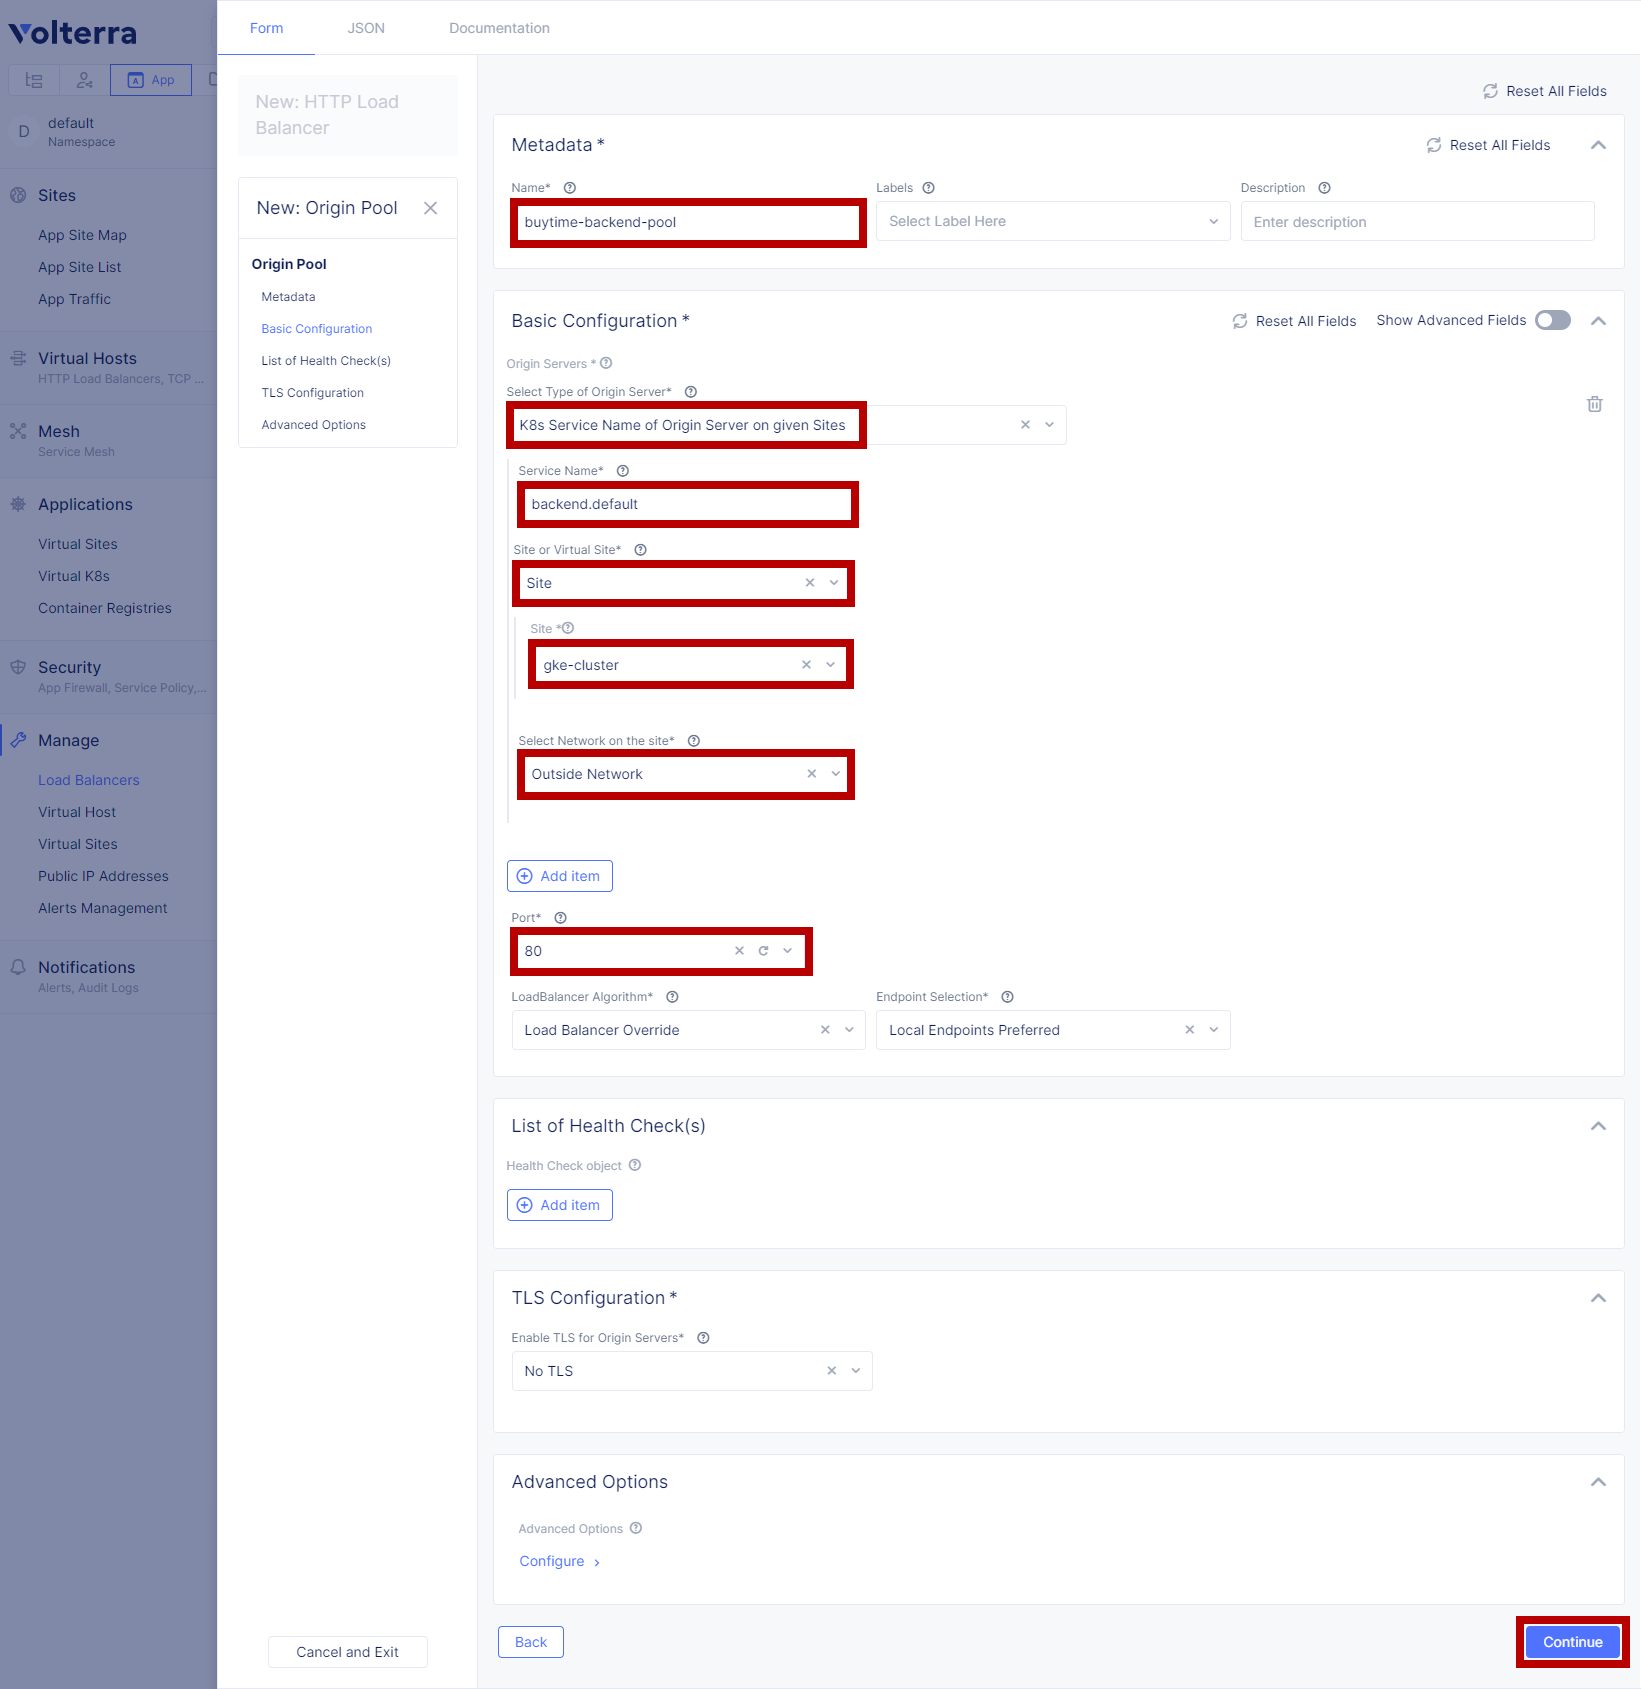 Volterra
App
D
default
Namespace
Sites
App Site Map
App Site List
App Traffic
Virtual Hosts
HTTP Load Balancers, TCP ...
Mesh
Service Mesh
Applications
Virtual Sites
Virtual K8s
Container Registries
Security
App Firewall, Service Policy,...
Manage
Load Balancers
Virtual Host
Virtual Sites
Public IP Addresses
Alerts Management
Notifications
Alerts, Audit Logs
Form JSON Documentation
New: HTTP Load
Balancer
New: Origin Pool
Origin Pool
Metadata
Basic Configuration
List of Health Check(s)
TLS Configuration
Advanced Options
Cancel and Exit
Reset All Fields
Metadata *
Reset All Fields
Name* Labels Description
buytime-backend-pool Select Label Here Enter description
Basic Configuration *
Reset All Fields Show Advanced Fields
Origin Servers *
Select Type of Origin Server*
K8s Service Name of Origin Server on given Sites
Service Name*
backend.default
Site or Virtual Site*
Site
Site *
gke-cluster
Select Network on the site*
Outside Network
Add item
Port*
80
LoadBalancer Algorithm* Endpoint Selection*
Load Balancer Override Local Endpoints Preferred
List of Health Check(s)
Health Check object
Add item
TLS Configuration *
Enable TLS for Origin Servers*
No TLS
Advanced Options
Advanced Options
Configure
Back Continue